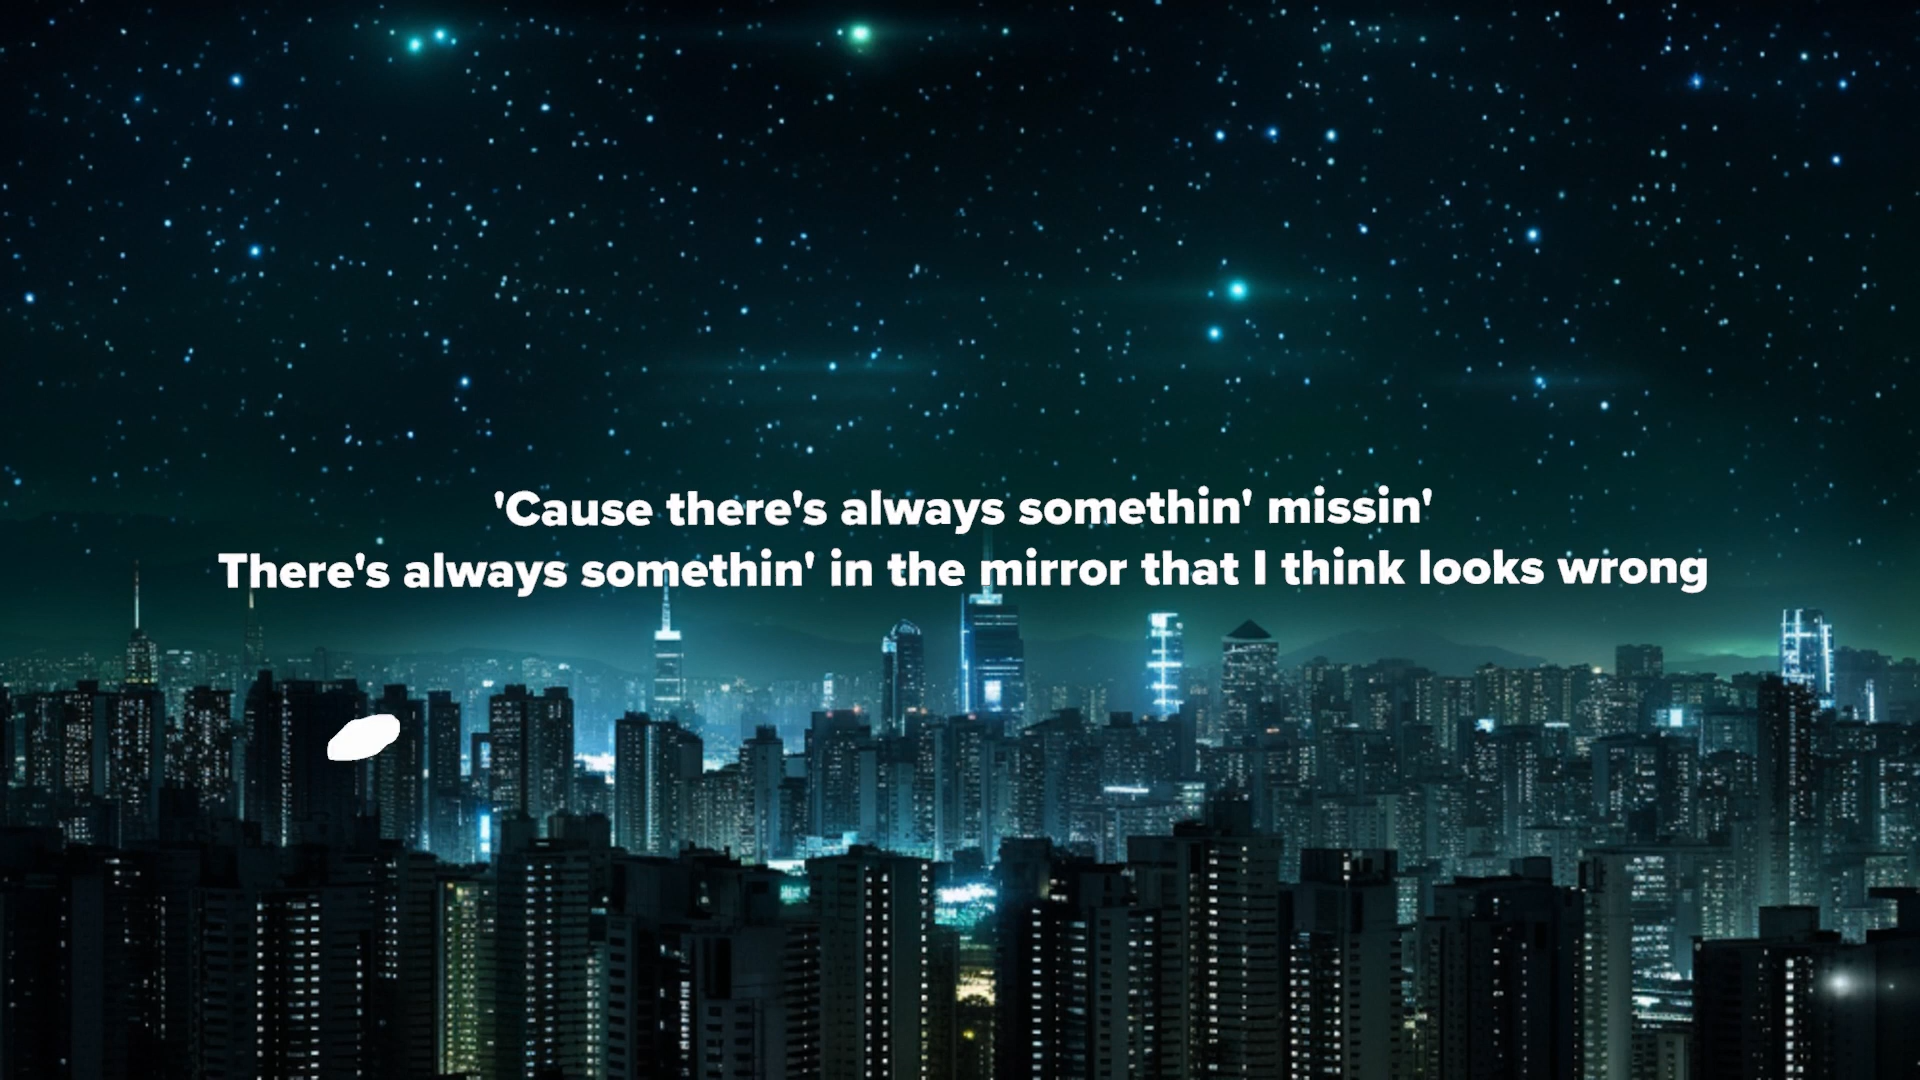 'Cause there's always somethin' missin'
There's always somethin' in the mirror that I think looks wrong